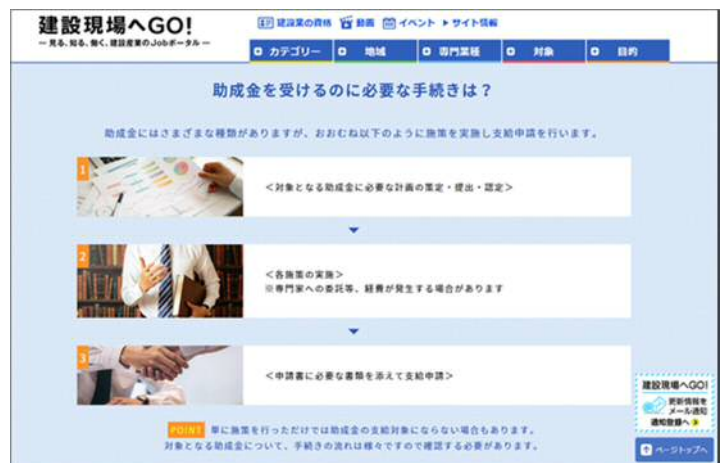 建設現場へGO!
― 見る、知る、働く、建設産業のJobポータル ―
建設業の資格 動画 イベント サイト情報
カテゴリー 地域 専門業種 対象 目的
助成金を受けるのに必要な手続きは？
助成金にはさまざまな種類がありますが、おおむね以下のように施策を実施し支給申請を行います。
1
＜対象となる助成金に必要な計画の策定・提出・認定＞
2
＜各施策の実施＞
※専門家への委託等、経費が発生する場合があります
3
＜申請書に必要な書類を添えて支給申請＞
POINT 単に施策を行っただけでは助成金の支給対象にならない場合もあります。
対象となる助成金について、手続きの流れは様々ですので確認する必要があります。
建設現場へGO!
更新情報を
メール通知
通知登録へ
ページトップへ